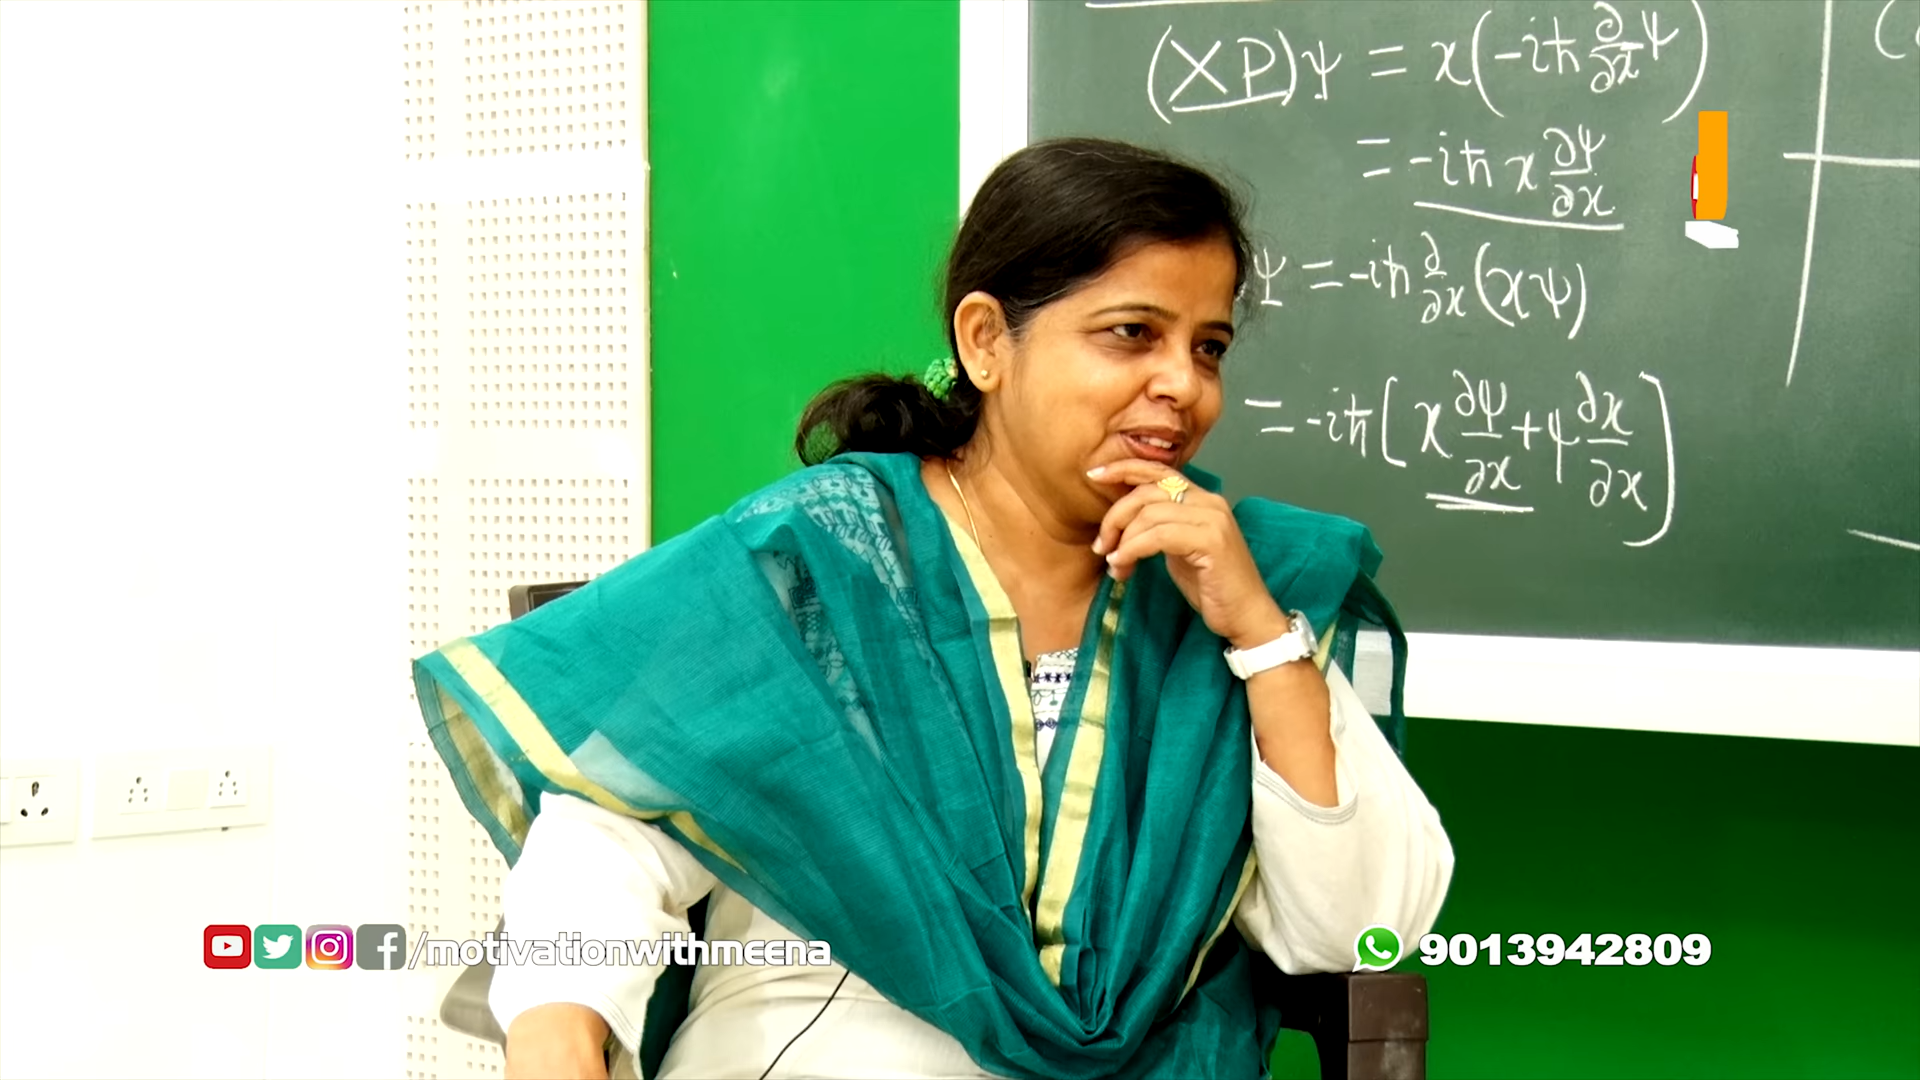 (XP)ψ = x(-iħ ∂/∂x ψ)
= -iħ x ∂ψ/∂x
ψ = -iħ ∂/∂x (xψ)
= -iħ [x ∂ψ/∂x + ψ ∂x/∂x]
/motivationwithmeena
9013942809